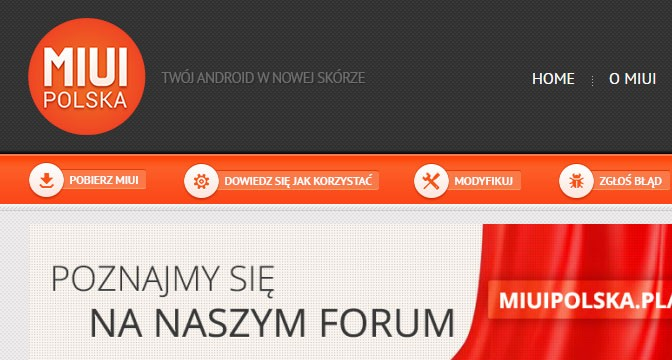 MIUI
POLSKA
TWÓJ ANDROID W NOWEJ SKÓRZE
HOME
O MIUI
POBIERZ MIUI
DOWIEDZ SIĘ JAK KORZYSTAĆ
MODYFIKUJ
ZGŁOŚ BŁĄD
POZNAJMY SIĘ
NA NASZYM FORUM
MIUIPOLSKA.PL